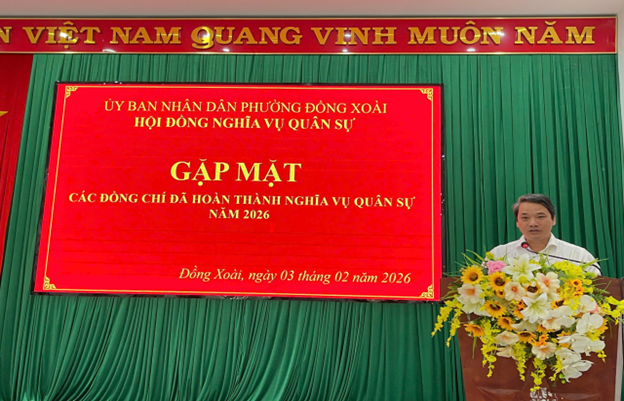 VIỆT NAM QUANG VINH MUÔN NĂM
ỦY BAN NHÂN DÂN PHƯỜNG ĐỒNG XOÀI
HỘI ĐỒNG NGHĨA VỤ QUÂN SỰ
GẶP MẶT
CÁC ĐỒNG CHÍ ĐÃ HOÀN THÀNH NGHĨA VỤ QUÂN SỰ
NĂM 2026
Đồng Xoài, ngày 03 tháng 02 năm 2026